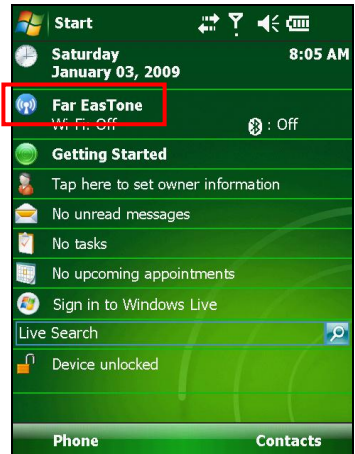 Start
Saturday 8:05 AM
January 03, 2009
Far EasTone
Wi-Fi: Off : Off
Getting Started
Tap here to set owner information
No unread messages
No tasks
No upcoming appointments
Sign in to Windows Live
Live Search
Device unlocked
Phone Contacts